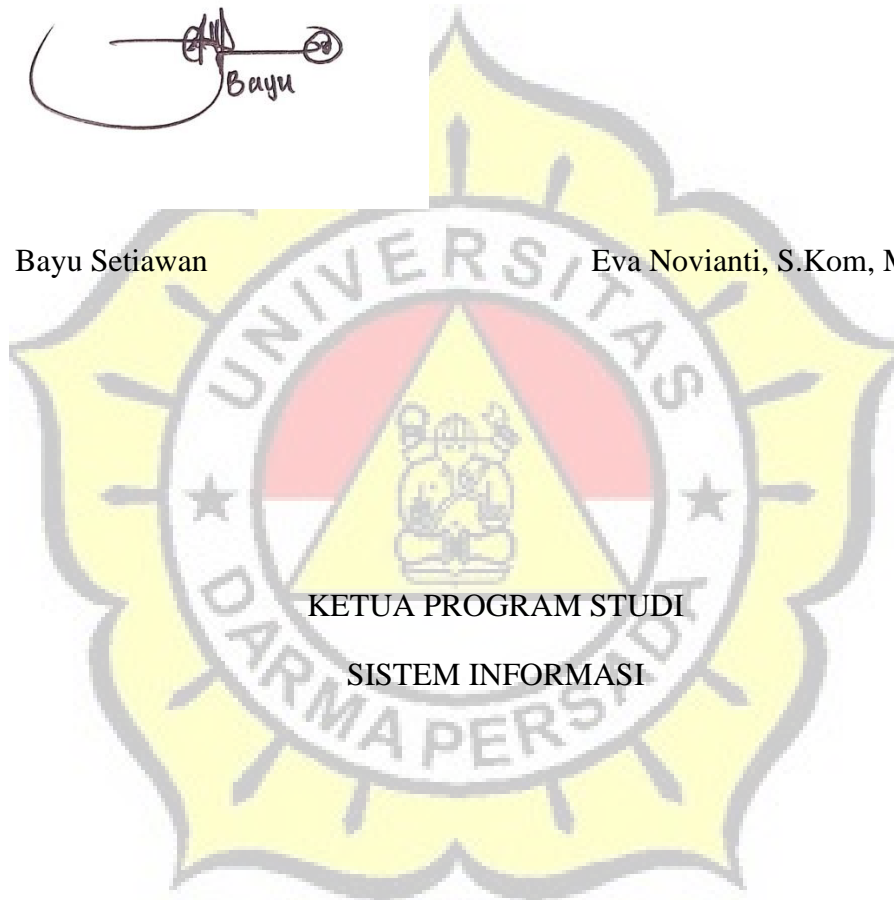 Bayu
Bayu Setiawan
Eva Novianti, S.Kom, M
UNIVERSITAS
KETUA PROGRAM STUDI
SISTEM INFORMASI
DARMA PERSADA